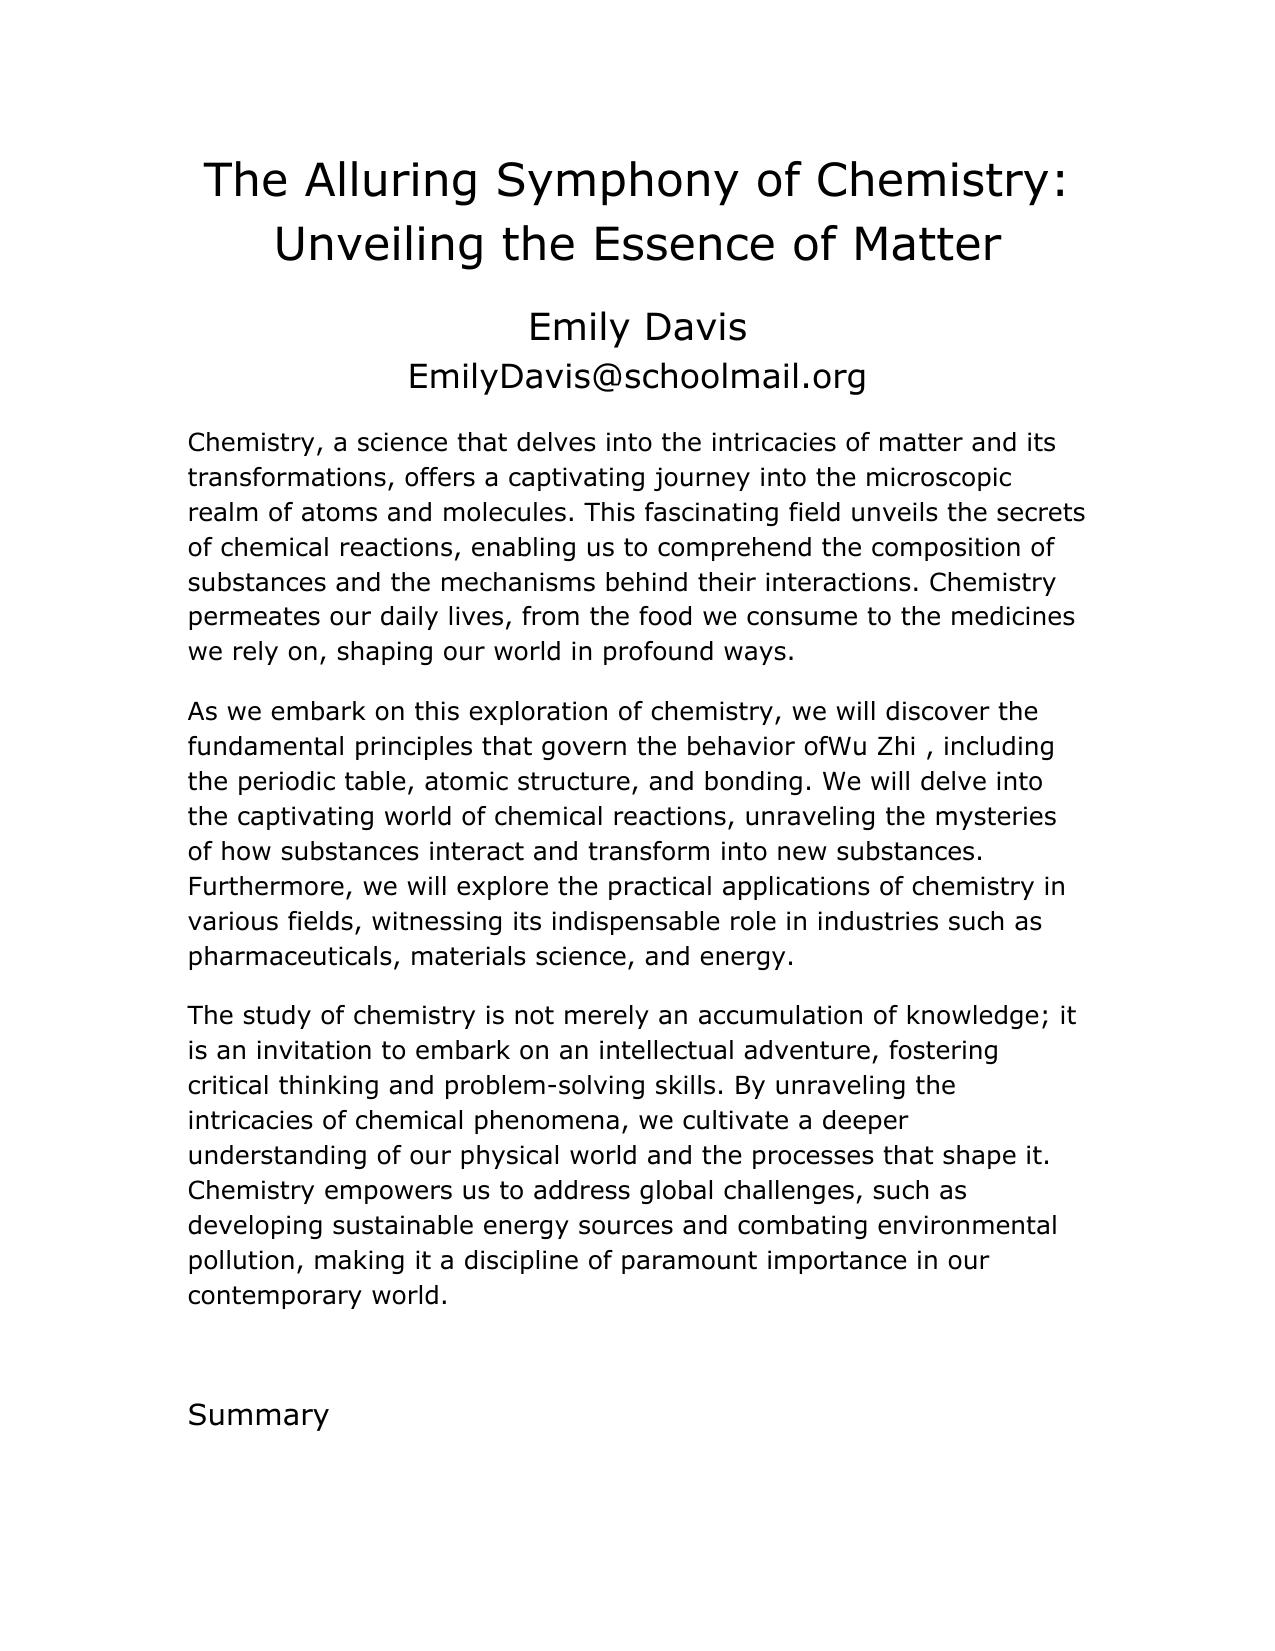 The Alluring Symphony of Chemistry:
Unveiling the Essence of Matter
Emily Davis
EmilyDavis@schoolmail.org
Chemistry, a science that delves into the intricacies of matter and its
transformations, offers a captivating journey into the microscopic
realm of atoms and molecules. This fascinating field unveils the secrets
of chemical reactions, enabling us to comprehend the composition of
substances and the mechanisms behind their interactions. Chemistry
permeates our daily lives, from the food we consume to the medicines
we rely on, shaping our world in profound ways.
As we embark on this exploration of chemistry, we will discover the
fundamental principles that govern the behavior ofWu Zhi , including
the periodic table, atomic structure, and bonding. We will delve into
the captivating world of chemical reactions, unraveling the mysteries
of how substances interact and transform into new substances.
Furthermore, we will explore the practical applications of chemistry in
various fields, witnessing its indispensable role in industries such as
pharmaceuticals, materials science, and energy.
The study of chemistry is not merely an accumulation of knowledge; it
is an invitation to embark on an intellectual adventure, fostering
critical thinking and problem-solving skills. By unraveling the
intricacies of chemical phenomena, we cultivate a deeper
understanding of our physical world and the processes that shape it.
Chemistry empowers us to address global challenges, such as
developing sustainable energy sources and combating environmental
pollution, making it a discipline of paramount importance in our
contemporary world.
Summary